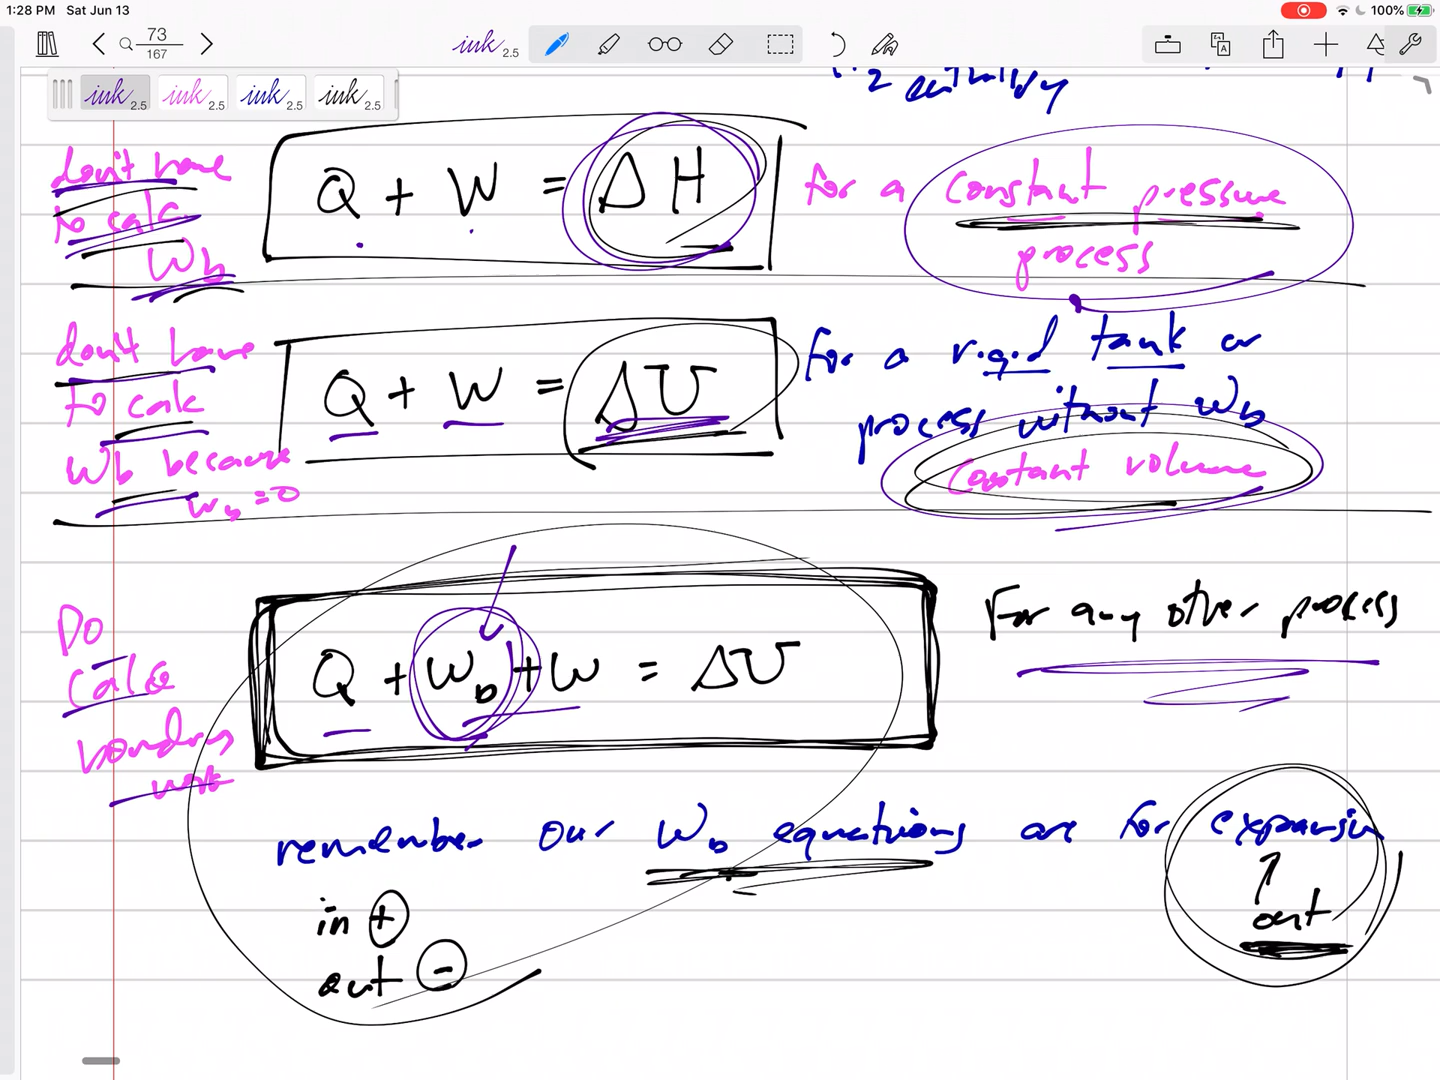 1:28 PM Sat Jun 13
100%
73
167
ink 2.5
ink 2.5 ink 2.5 ink 2.5 ink 2.5
enthalpy
don't have
to calc
Wb
Q + W = ΔH
for a constant pressure
process
don't have
to calc
Wb because
Wb = 0
Q + W = ΔU
for a rigid tank or
process without Wb
constant volume
Do
calc
boundary
work
Q + Wb + W = ΔU
For any other process
remember our Wb equations are for expansion
out
in +
out -